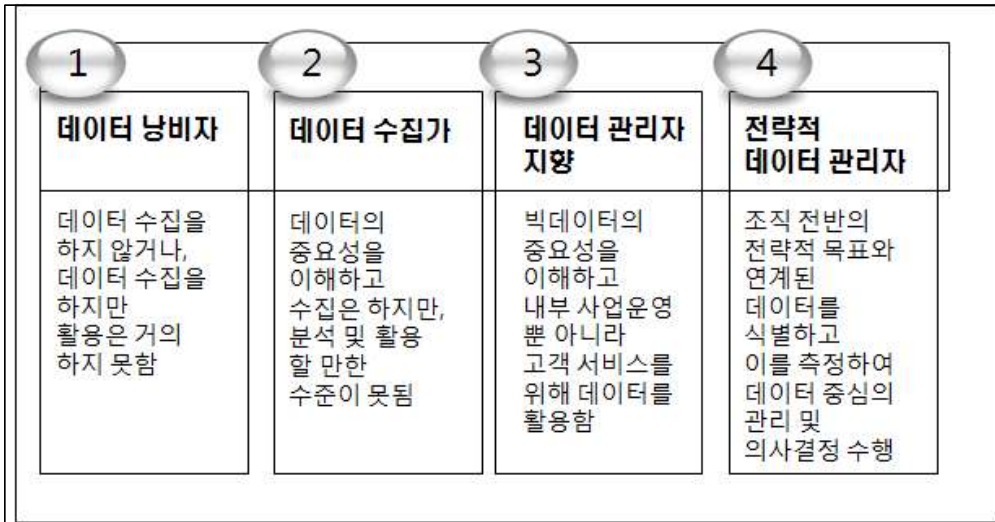 1
데이터 낭비자
데이터 수집을
하지 않거나,
데이터 수집을
하지만
활용은 거의
하지 못함
2
데이터 수집가
데이터의
중요성을
이해하고
수집은 하지만,
분석 및 활용
할 만한
수준이 못됨
3
데이터 관리자
지향
빅데이터의
중요성을
이해하고
내부 사업운영
뿐 아니라
고객 서비스를
위해 데이터를
활용함
4
전략적
데이터 관리자
조직 전반의
전략적 목표와
연계된
데이터를
식별하고
이를 측정하여
데이터 중심의
관리 및
의사결정 수행